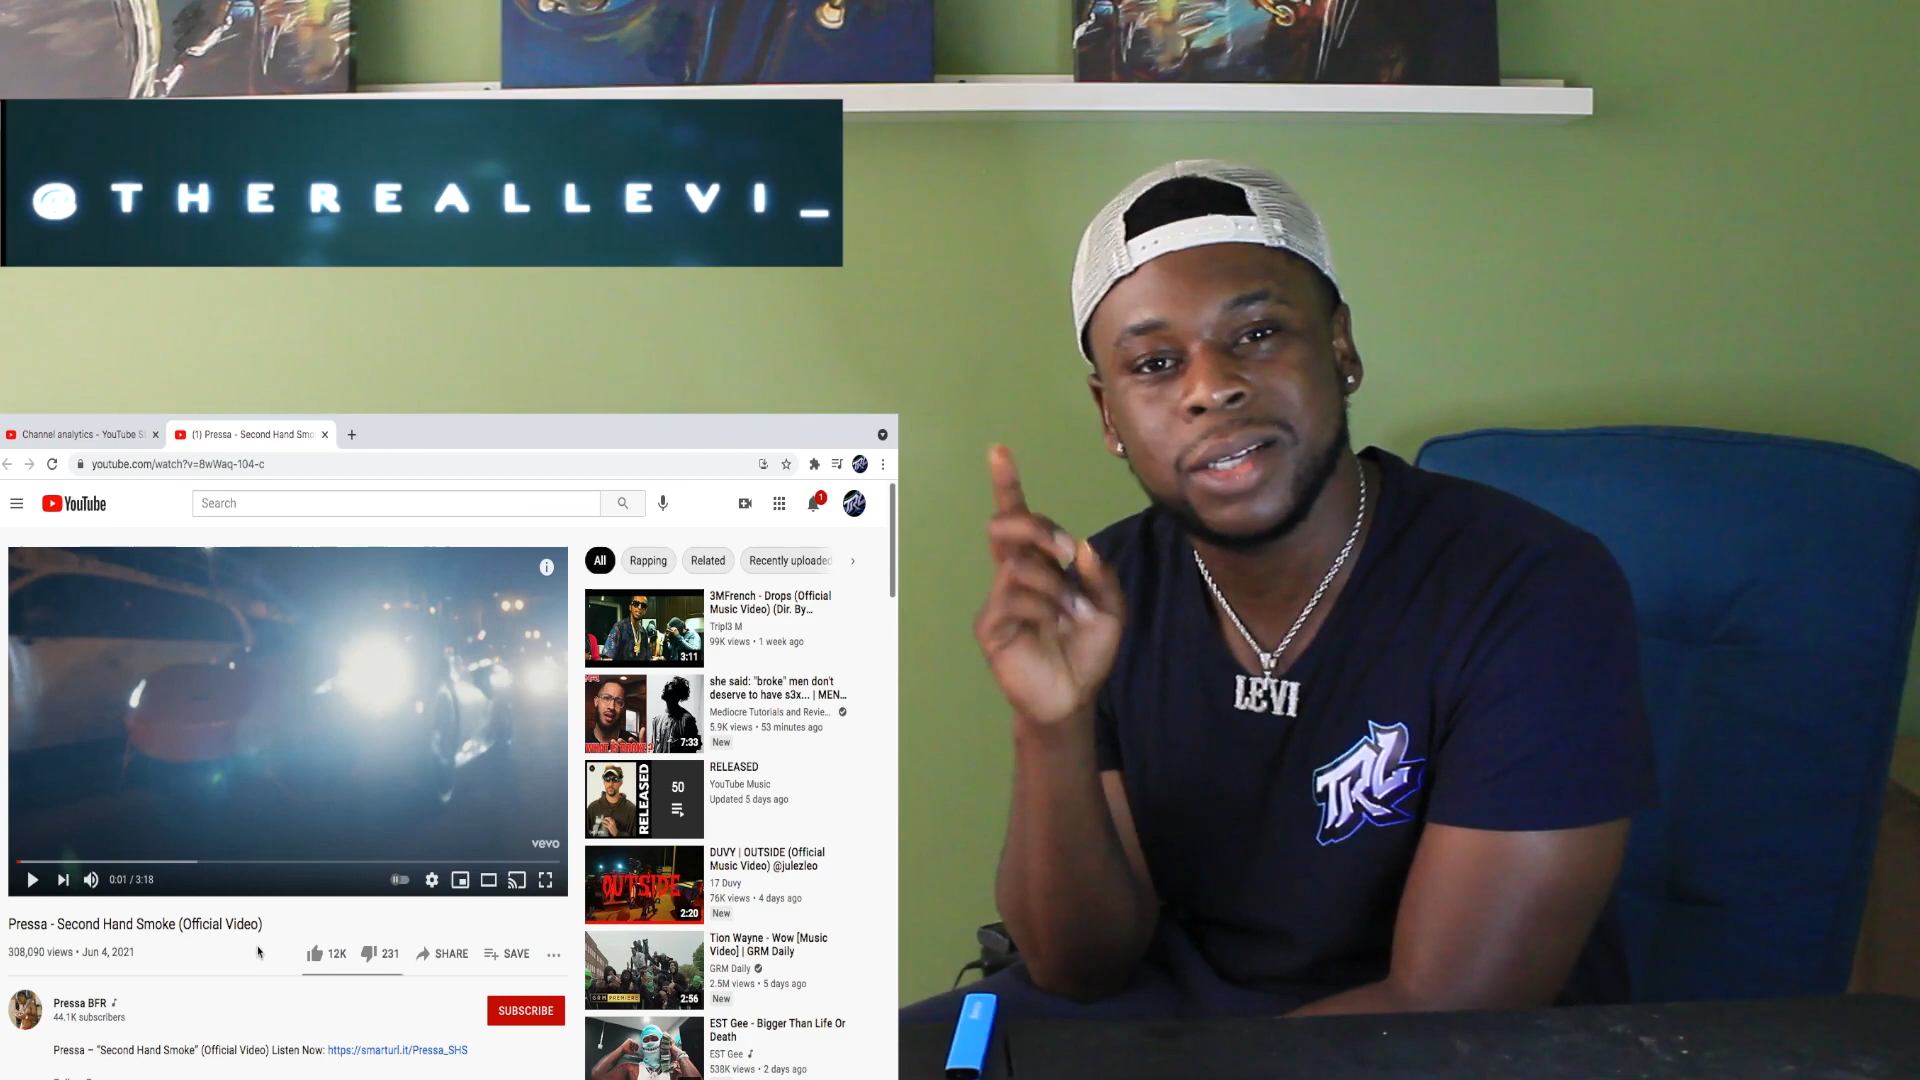 @THEREALLEVI_
Channel analytics - YouTube S
(1) Pressa - Second Hand Smo
youtube.com/watch?v=8wWaq-104-c
YouTube
Search
1
TRL
vevo
0:01 / 3:18
Pressa - Second Hand Smoke (Official Video)
308,090 views • Jun 4, 2021
12K
231
SHARE
SAVE
Pressa BFR
44.1K subscribers
SUBSCRIBE
Pressa – "Second Hand Smoke" (Official Video) Listen Now: https://smarturl.it/Pressa_SHS
All
Rapping
Related
Recently uploaded
3MFrench - Drops (Official
Music Video) (Dir. By...
Tripl3 M
99K views • 1 week ago
3:11
she said: "broke" men don't
deserve to have s3x... | MEN...
Mediocre Tutorials and Revie...
5.9K views • 53 minutes ago
New
WHAT IS BROKE?
7:33
RELEASED
YouTube Music
Updated 5 days ago
RELEASED
50
DUVY | OUTSIDE (Official
Music Video) @julezleo
17 Duvy
76K views • 4 days ago
New
OUTSIDE
2:20
Tion Wayne - Wow [Music
Video] | GRM Daily
GRM Daily
2.5M views • 5 days ago
New
GRM PREMIERE
2:56
EST Gee - Bigger Than Life Or
Death
EST Gee
538K views • 2 days ago
LEVI
TRL